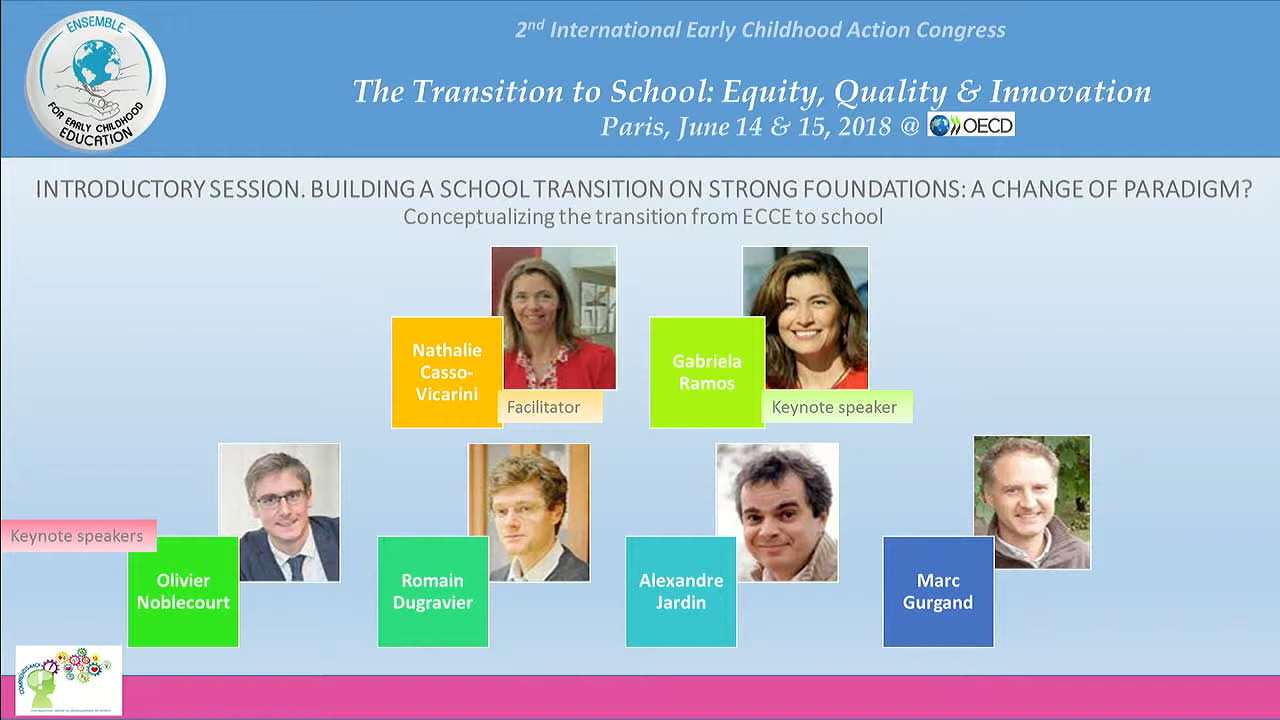 ENSEMBLE
FOR EARLY CHILDHOOD
EDUCATION
2nd International Early Childhood Action Congress
The Transition to School: Equity, Quality & Innovation
Paris, June 14 & 15, 2018 @ OECD
INTRODUCTORY SESSION. BUILDING A SCHOOL TRANSITION ON STRONG FOUNDATIONS: A CHANGE OF PARADIGM?
Conceptualizing the transition from ECCE to school
Nathalie
Casso-
Vicarini
Facilitator
Gabriela
Ramos
Keynote speaker
Keynote speakers
Olivier
Noblecourt
Romain
Dugravier
Alexandre
Jardin
Marc
Gurgand